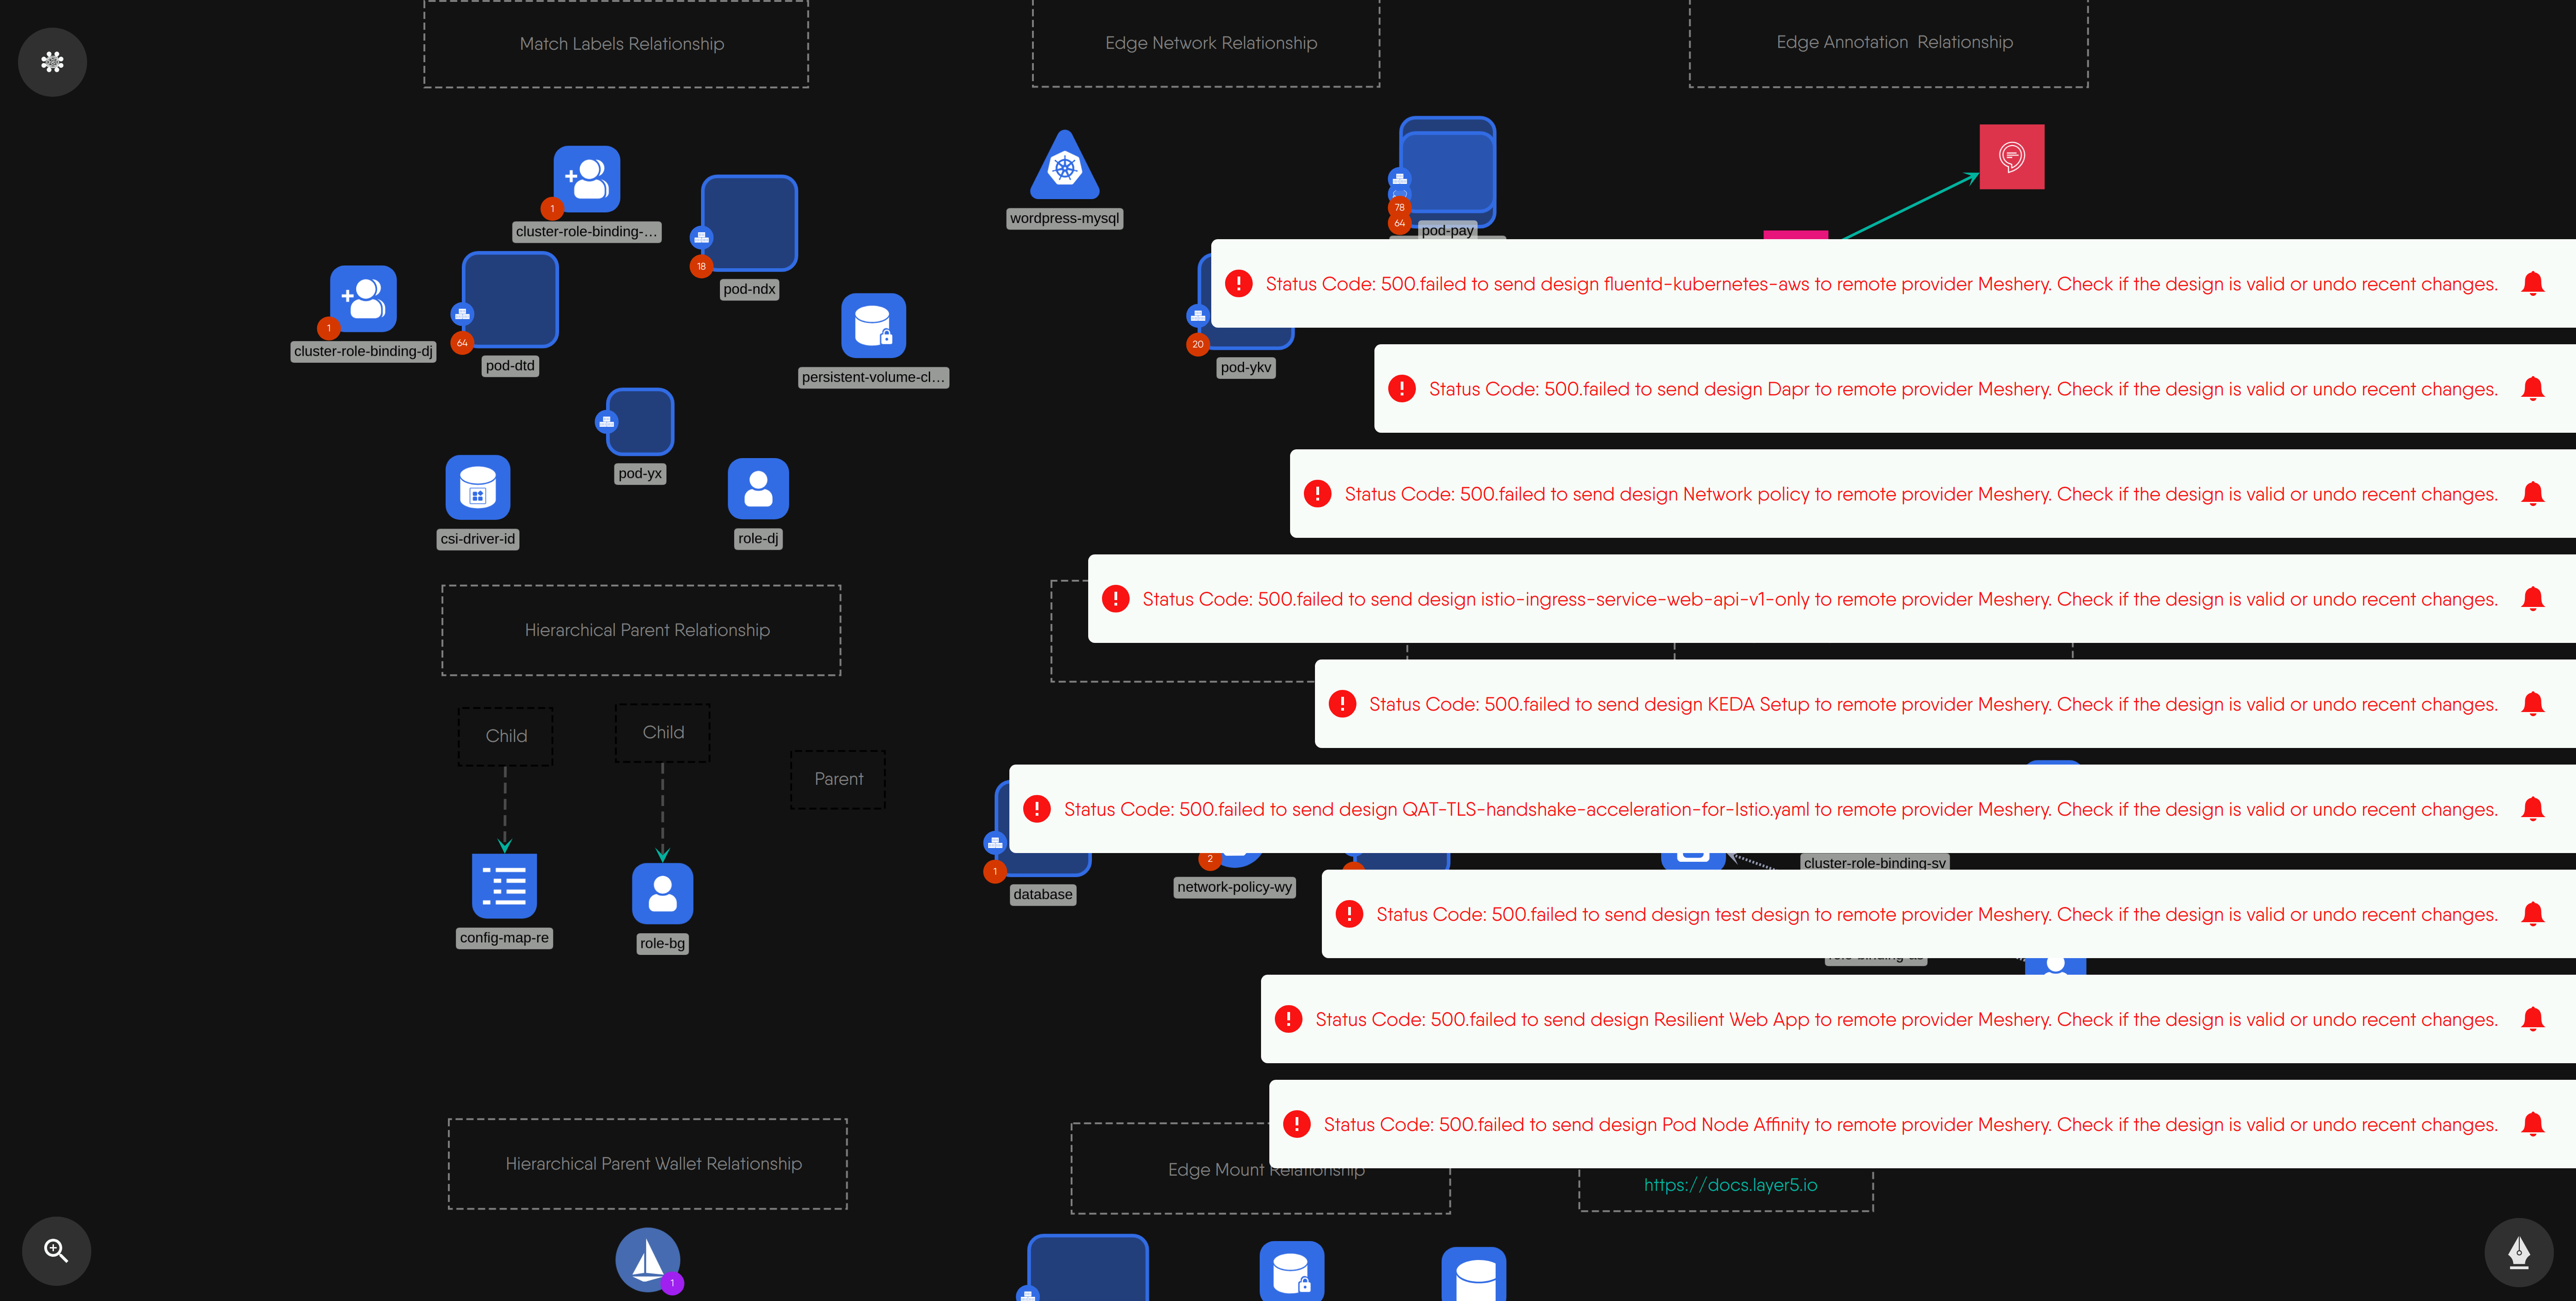 Match Labels Relationship
Edge Network Relationship
Edge Annotation  Relationship
1
cluster-role-binding-...
18
pod-ndx
wordpress-mysql
78
64
pod-pay
1
cluster-role-binding-dj
64
pod-dtd
persistent-volume-cl...
20
pod-ykv
Status Code: 500.failed to send design fluentd-kubernetes-aws to remote provider Meshery. Check if the design is valid or undo recent changes.
Status Code: 500.failed to send design Dapr to remote provider Meshery. Check if the design is valid or undo recent changes.
pod-yx
csi-driver-id
role-dj
Status Code: 500.failed to send design Network policy to remote provider Meshery. Check if the design is valid or undo recent changes.
Status Code: 500.failed to send design istio-ingress-service-web-api-v1-only to remote provider Meshery. Check if the design is valid or undo recent changes.
Hierarchical Parent Relationship
Status Code: 500.failed to send design KEDA Setup to remote provider Meshery. Check if the design is valid or undo recent changes.
Child
Child
Parent
Status Code: 500.failed to send design QAT-TLS-handshake-acceleration-for-Istio.yaml to remote provider Meshery. Check if the design is valid or undo recent changes.
1
database
2
network-policy-wy
cluster-role-binding-sv
config-map-re
role-bg
Status Code: 500.failed to send design test design to remote provider Meshery. Check if the design is valid or undo recent changes.
Status Code: 500.failed to send design Resilient Web App to remote provider Meshery. Check if the design is valid or undo recent changes.
Status Code: 500.failed to send design Pod Node Affinity to remote provider Meshery. Check if the design is valid or undo recent changes.
Hierarchical Parent Wallet Relationship
Edge Mount Relationship
https://docs.layer5.io
1